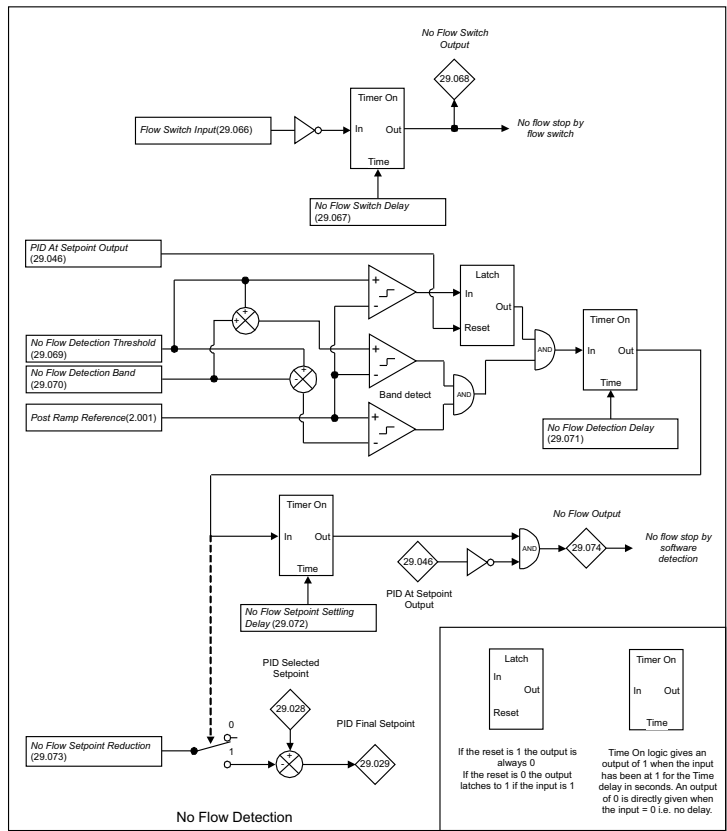 No Flow Switch
Output
29.068
Timer On
In
Out
Time
Flow Switch Input(29.066)
No flow stop by
flow switch
No Flow Switch Delay
(29.067)
PID At Setpoint Output
(29.046)
Latch
In
Out
Reset
+
-
+
+
Timer On
In
Out
Time
AND
No Flow Detection Threshold
(29.069)
+
-
Band detect
No Flow Detection Band
(29.070)
+
-
AND
Post Ramp Reference(2.001)
+
-
No Flow Detection Delay
(29.071)
Timer On
In
Out
Time
No Flow Output
AND
29.074
No flow stop by
software
detection
29.046
PID At Setpoint
Output
No Flow Setpoint Settling
Delay (29.072)
PID Selected
Setpoint
29.028
PID Final Setpoint
0
1
+
-
29.029
No Flow Setpoint Reduction
(29.073)
Latch
In
Out
Reset
Timer On
In
Out
Time
If the reset is 1 the output is
always 0
If the reset is 0 the output
latches to 1 if the input is 1
Time On logic gives an
output of 1 when the input
has been at 1 for the Time
delay in seconds. An output
of 0 is directly given when
the input = 0 i.e. no delay.
No Flow Detection